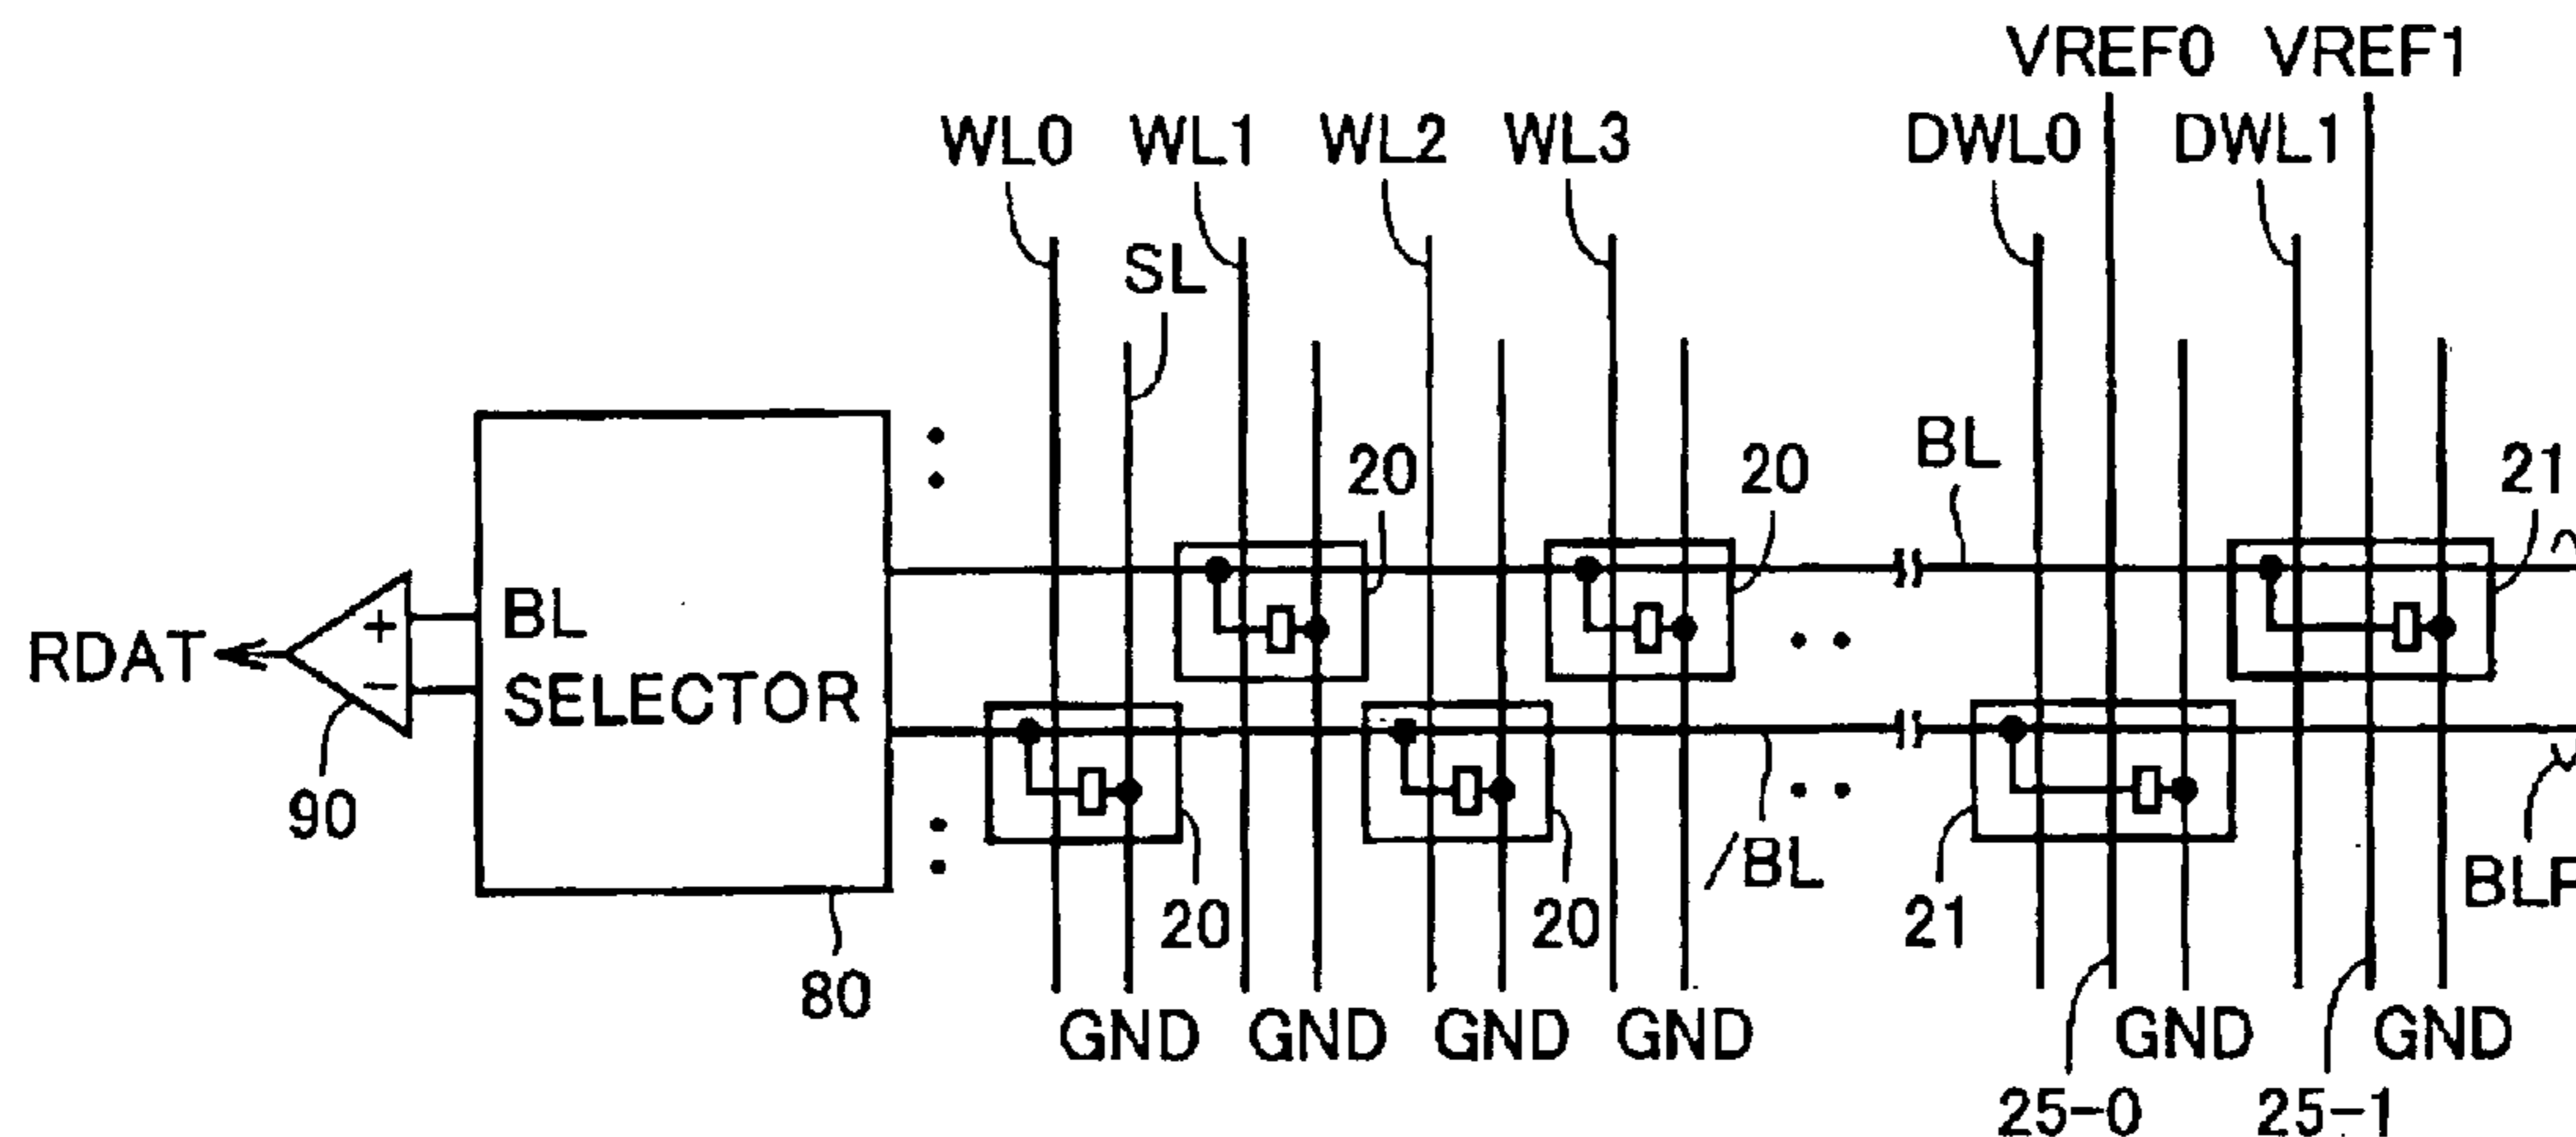 VREF0 VREF1
WL0 WL1 WL2 WL3 DWL0 DWL1
SL
BL
20 20 21
RDAT
+
−
BL
SELECTOR
90
/BL
20 20 21
80
GND GND GND GND GND GND
25-0 25-1